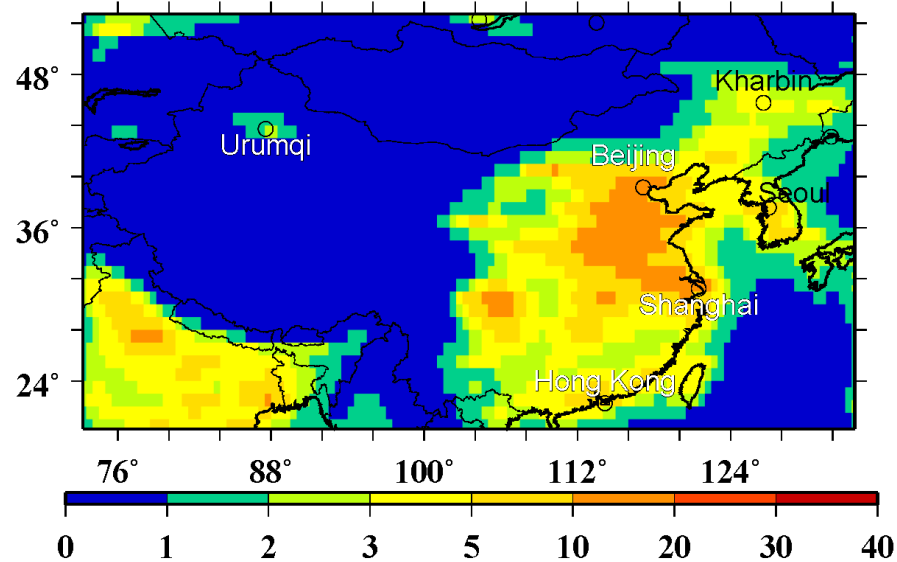 48°
Kharbin
Urumqi
Beijing
Seoul
36°
Shanghai
24°
Hong Kong
76° 88° 100° 112° 124°
0 1 2 3 5 10 20 30 40